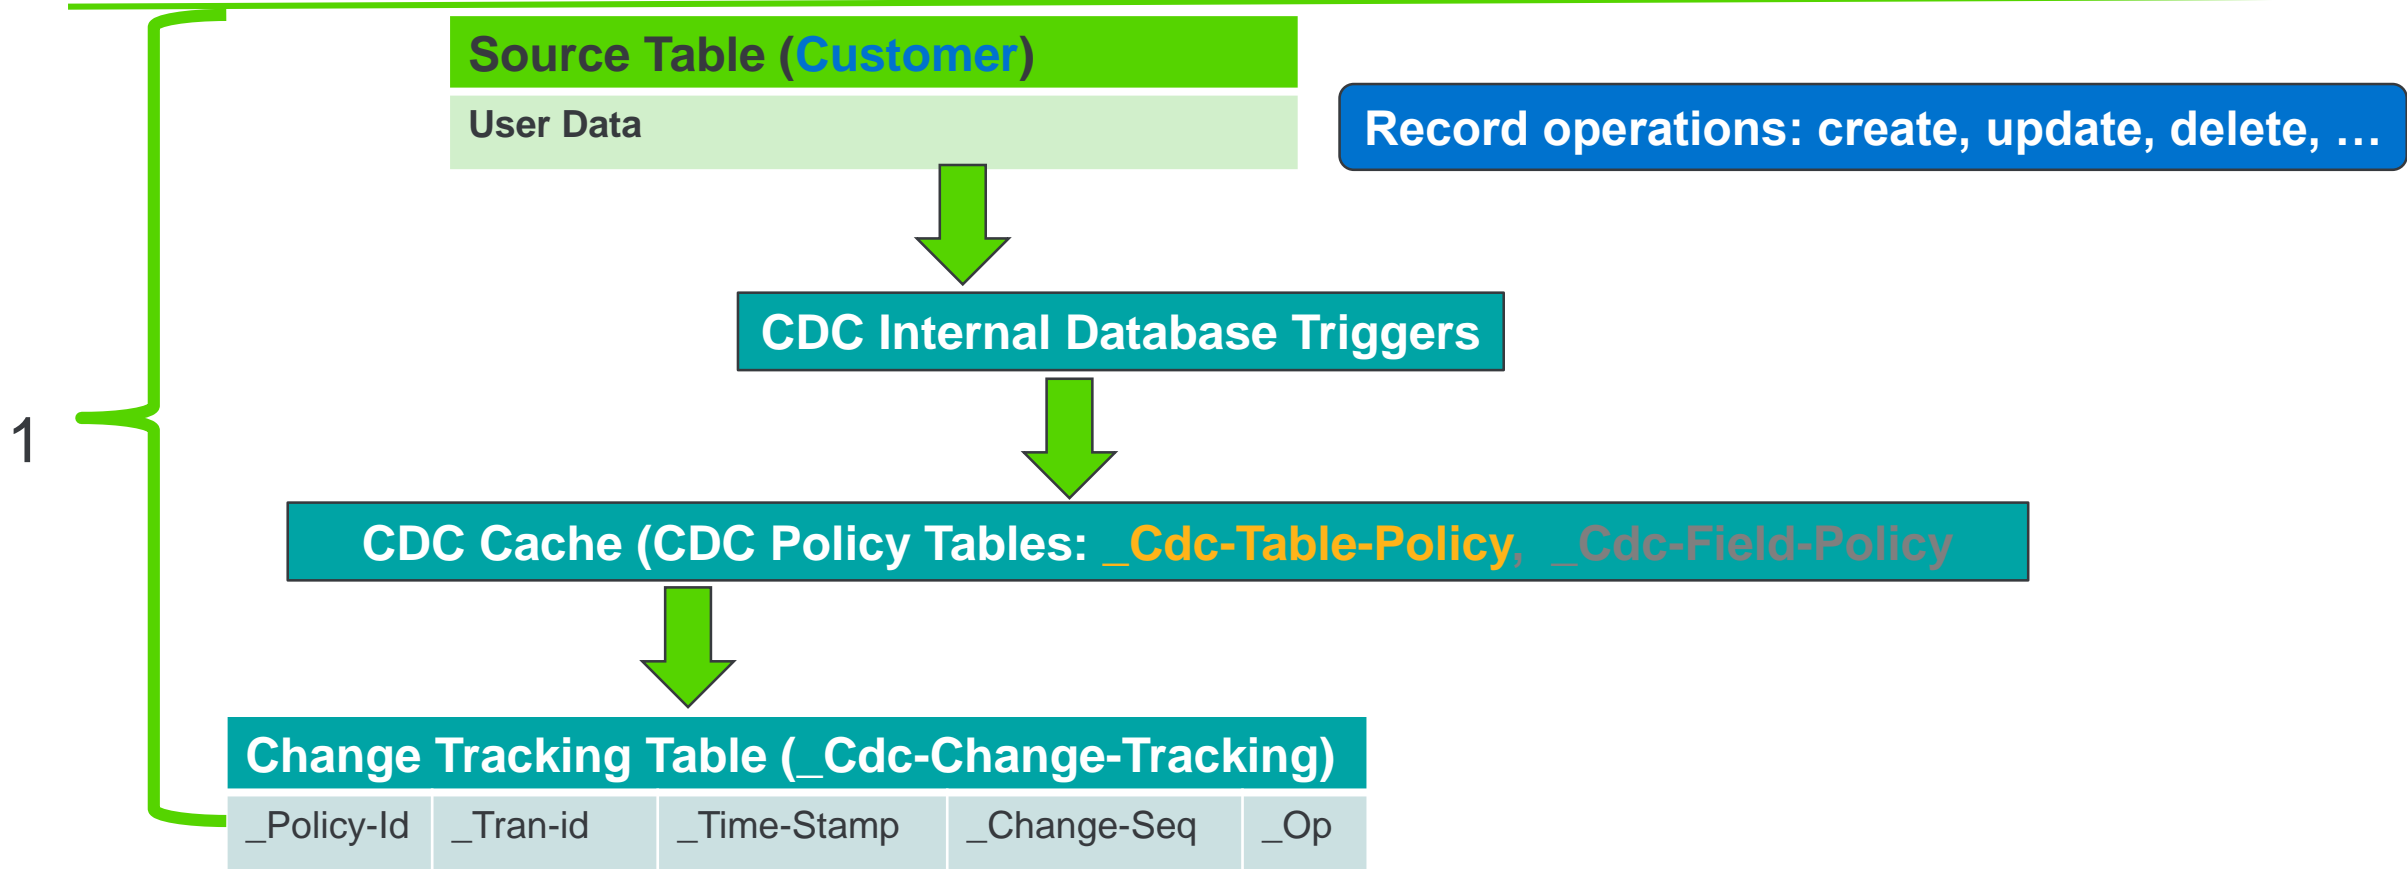 Source Table (Customer)
User Data
Record operations: create, update, delete, …
CDC Internal Database Triggers
1
CDC Cache (CDC Policy Tables: _Cdc-Table-Policy, _Cdc-Field-Policy
Change Tracking Table (_Cdc-Change-Tracking)
_Policy-Id _Tran-id _Time-Stamp _Change-Seq _Op